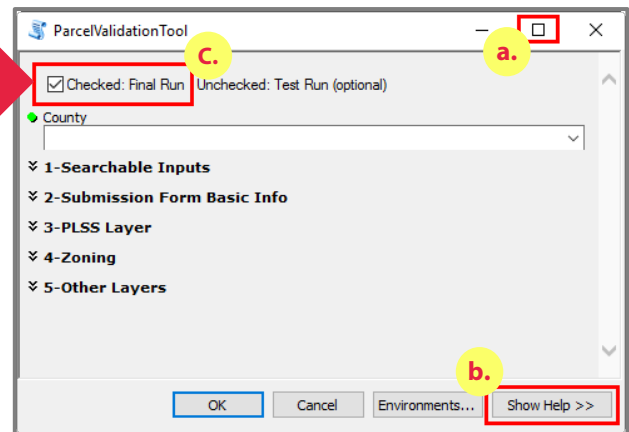 ParcelValidationTool
a.
C.
Checked: Final Run Unchecked: Test Run (optional)
County
1-Searchable Inputs
2-Submission Form Basic Info
3-PLSS Layer
4-Zoning
5-Other Layers
b.
OK Cancel Environments... Show Help >>